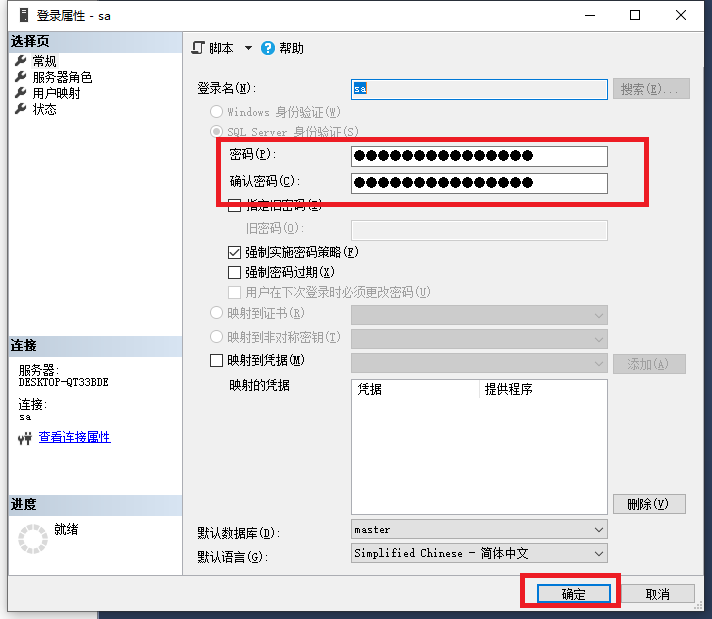 登录属性 - sa
选择页
常规
服务器角色
用户映射
状态
脚本
帮助
登录名(N):
sa
搜索(E)...
Windows 身份验证(W)
SQL Server 身份验证(S)
密码(P):
●●●●●●●●●●●●●●●
确认密码(C):
●●●●●●●●●●●●●●●
指定旧密码(I)
旧密码(O):
强制实施密码策略(F)
强制密码过期(X)
用户在下次登录时必须更改密码(U)
映射到证书(R)
映射到非对称密钥(T)
映射到凭据(M)
添加(A)
映射的凭据
凭据 提供程序
删除(V)
默认数据库(D):
master
默认语言(G):
Simplified Chinese - 简体中文
连接
服务器:
DESKTOP-QT33BDE
连接:
sa
查看连接属性
进度
就绪
确定
取消